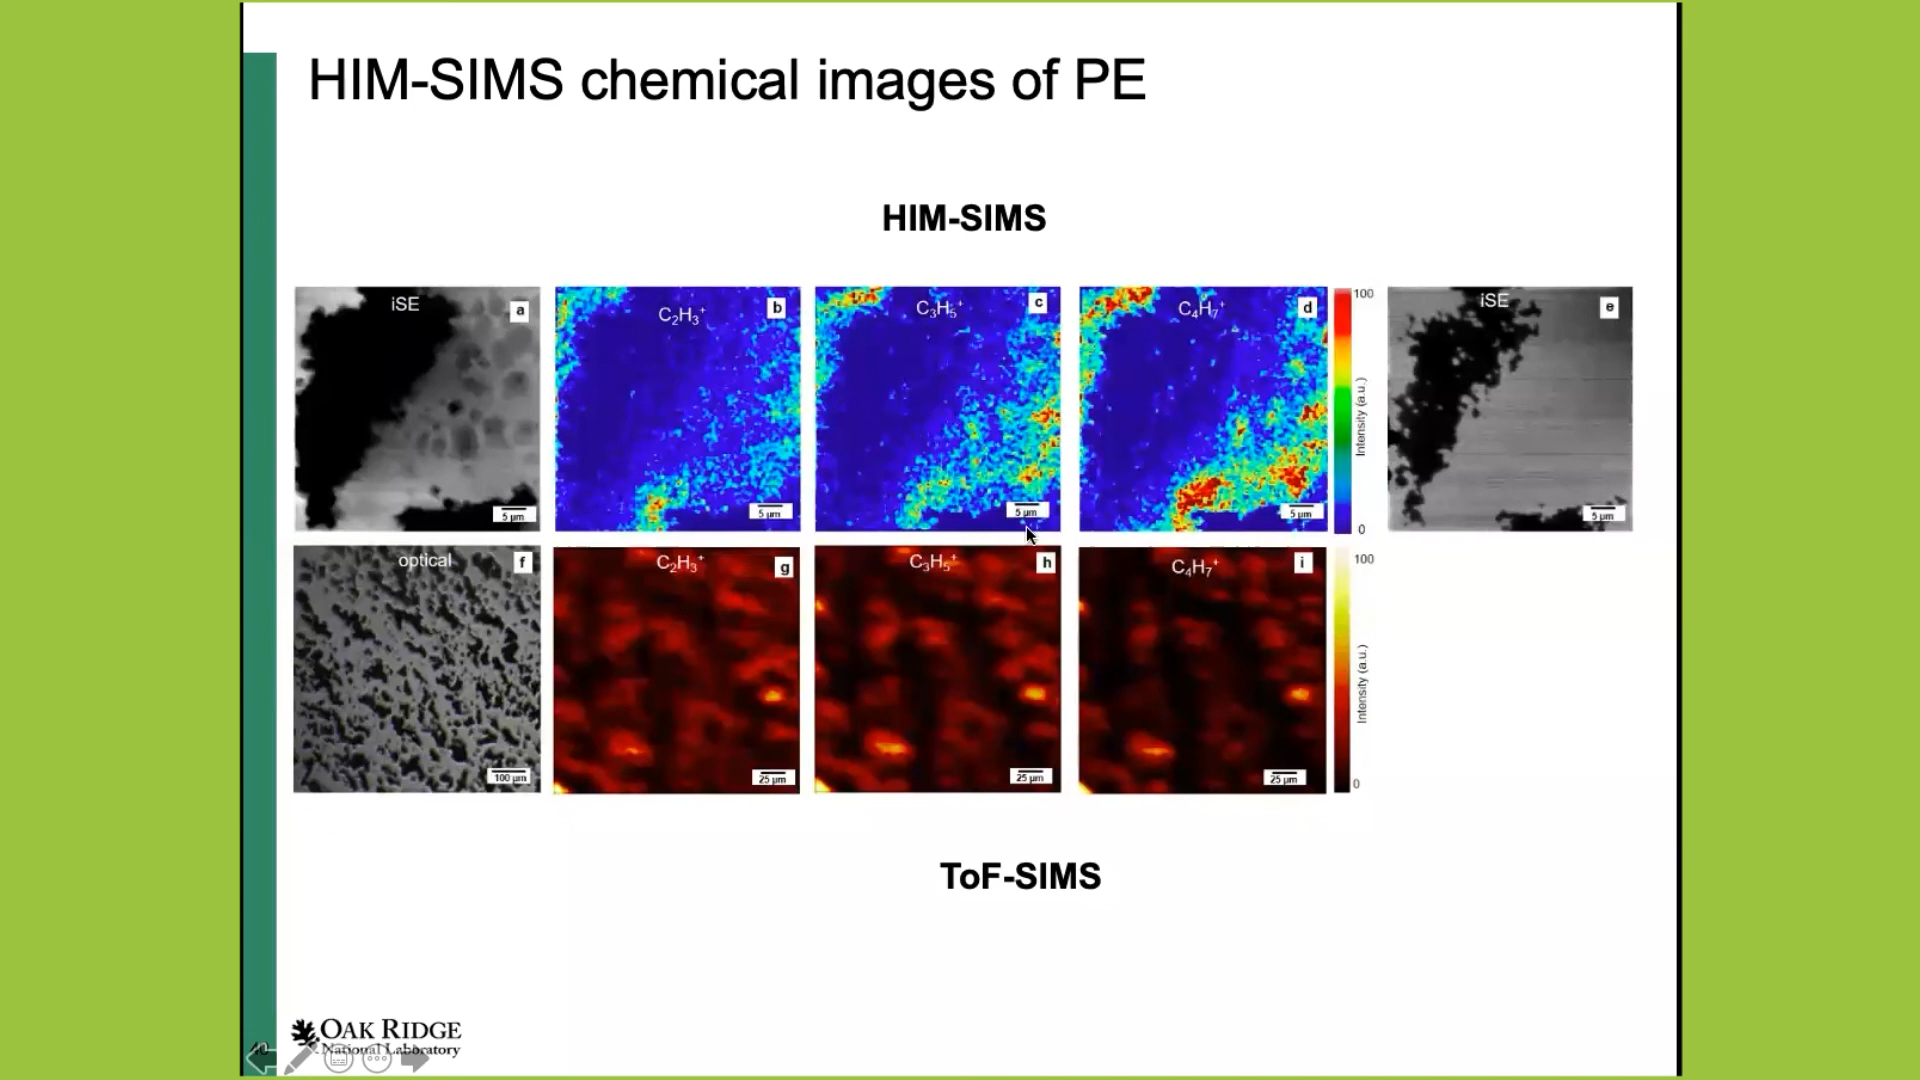 HIM-SIMS chemical images of PE
HIM-SIMS
iSE a
C₂H₃⁺ b
C₃H₅⁺ c
C₄H₇⁺ d
100
Intensity (a.u.)
0
iSE e
5 µm
5 µm
5 µm
5 µm
5 µm
optical f
C₂H₃⁺ g
C₃H₅⁺ h
C₄H₇⁺ i
100
Intensity (a.u.)
0
100 µm
25 µm
25 µm
25 µm
ToF-SIMS
OAK RIDGE
National Laboratory